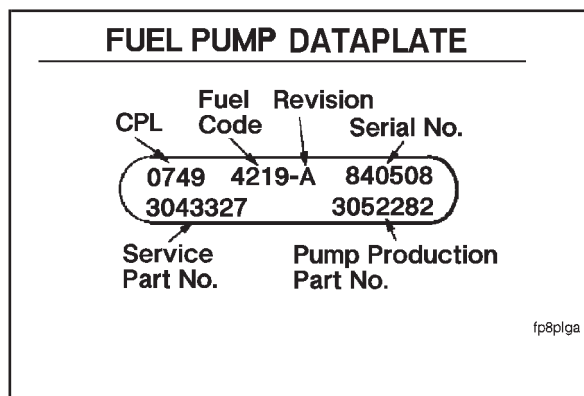 FUEL PUMP DATAPLATE
Fuel Revision
CPL Code Serial No.
0749 4219-A 840508
3043327 3052282
Service Pump Production
Part No. Part No.
fp8plga